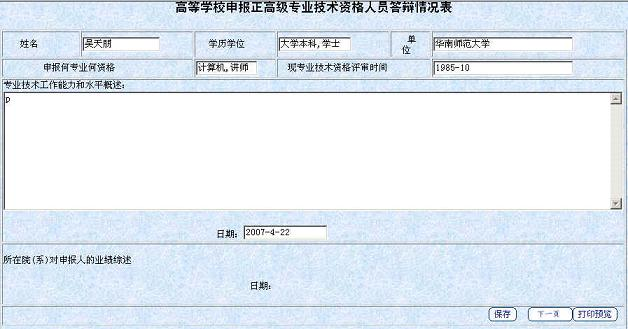 高等学校申报正高级专业技术资格人员答辩情况表
姓名 吴天朋 学历学位 大学本科,学士 单位 华南师范大学
申报何专业何资格 计算机,讲师 现专业技术资格评审时间 1985-10
专业技术工作能力和水平概述:
p
日期: 2007-4-22
所在院(系)对申报人的业绩综述
日期:
保存 下一页 打印预览